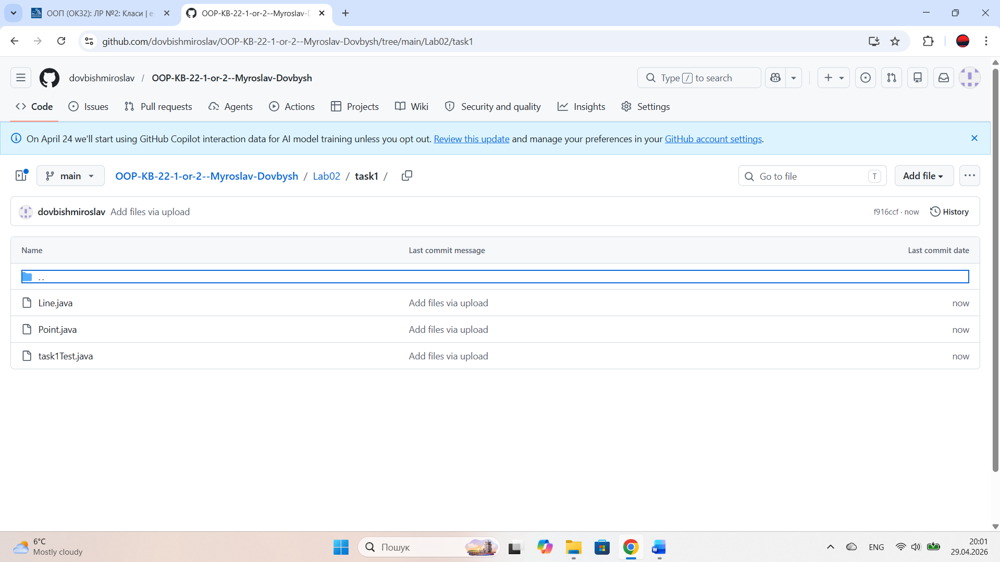 ООП (ОК32): ЛР №2: Класи | e-
OOP-KB-22-1-or-2--Myroslav-D
github.com/dovbishmiroslav/OOP-KB-22-1-or-2--Myroslav-Dovbysh/tree/main/Lab02/task1
dovbishmiroslav / OOP-KB-22-1-or-2--Myroslav-Dovbysh
Type / to search
Code Issues Pull requests Agents Actions Projects Wiki Security and quality Insights Settings
On April 24 we'll start using GitHub Copilot interaction data for AI model training unless you opt out. Review this update and manage your preferences in your GitHub account settings.
main OOP-KB-22-1-or-2--Myroslav-Dovbysh / Lab02 / task1 /
Go to file T Add file
dovbishmiroslav Add files via upload
f916ccf · now History
Name Last commit message Last commit date
..
Line.java Add files via upload now
Point.java Add files via upload now
task1Test.java Add files via upload now
6°C
Mostly cloudy
Пошук
W
ENG
20:01
29.04.2026